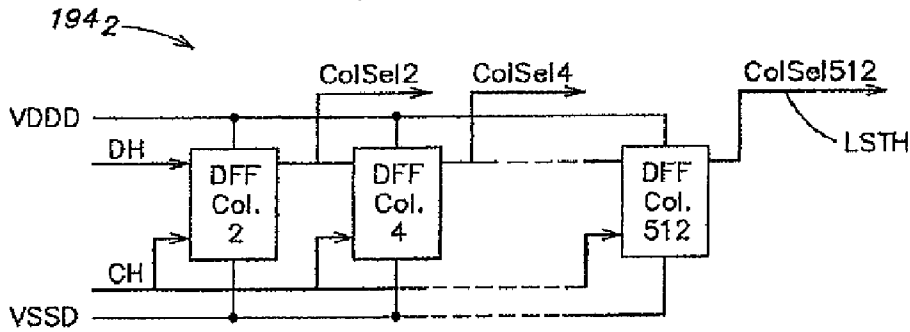 194₂
ColSel2
ColSel4
ColSel512
VDDD
LSTH
DH
DFF
Col.
2
DFF
Col.
4
DFF
Col.
512
CH
VSSD